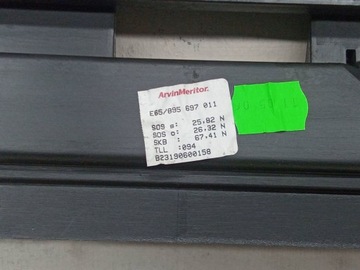 ArvinMeritor.
E65/895 697 011
SOS w: 25.82 N
SOS o: 26.32 N
SKB : 67.41 N
TLL :094
B23190600158